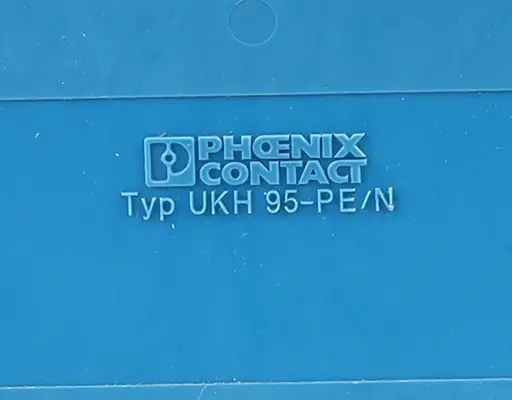 PHŒNIX
CONTACT
Typ UKH 95-PE/N